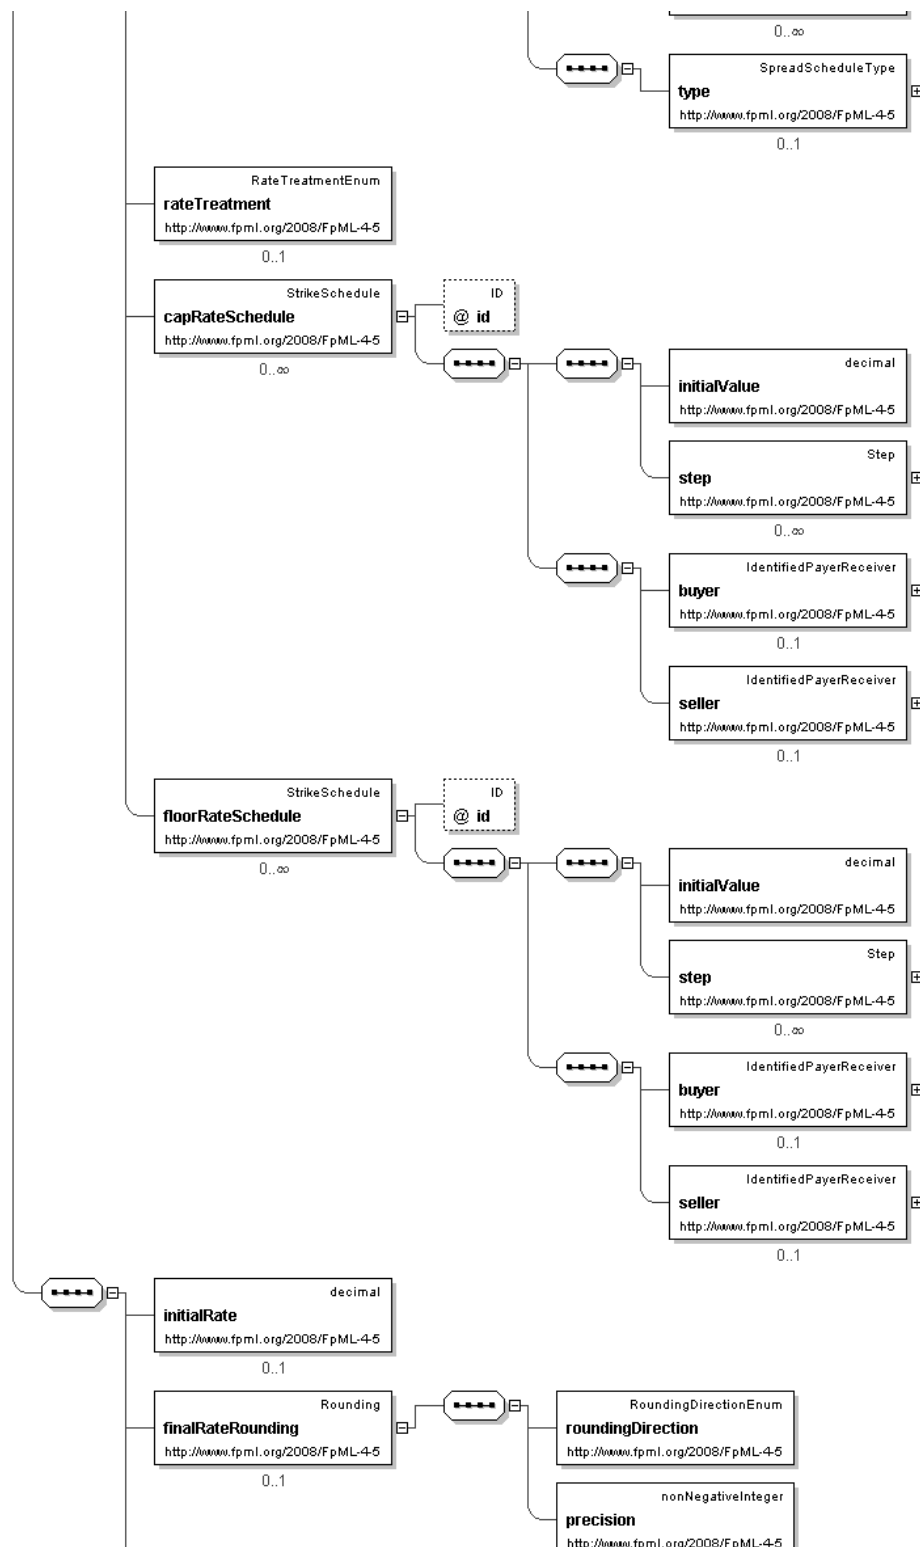 0..∞
SpreadScheduleType
type
http://www.fpml.org/2008/FpML-4-5
0..1
RateTreatmentEnum
rateTreatment
http://www.fpml.org/2008/FpML-4-5
0..1
StrikeSchedule
capRateSchedule
http://www.fpml.org/2008/FpML-4-5
0..∞
ID
@ id
decimal
initialValue
http://www.fpml.org/2008/FpML-4-5
Step
step
http://www.fpml.org/2008/FpML-4-5
0..∞
IdentifiedPayerReceiver
buyer
http://www.fpml.org/2008/FpML-4-5
0..1
IdentifiedPayerReceiver
seller
http://www.fpml.org/2008/FpML-4-5
0..1
StrikeSchedule
floorRateSchedule
http://www.fpml.org/2008/FpML-4-5
0..∞
ID
@ id
decimal
initialValue
http://www.fpml.org/2008/FpML-4-5
Step
step
http://www.fpml.org/2008/FpML-4-5
0..∞
IdentifiedPayerReceiver
buyer
http://www.fpml.org/2008/FpML-4-5
0..1
IdentifiedPayerReceiver
seller
http://www.fpml.org/2008/FpML-4-5
0..1
decimal
initialRate
http://www.fpml.org/2008/FpML-4-5
0..1
Rounding
finalRateRounding
http://www.fpml.org/2008/FpML-4-5
0..1
RoundingDirectionEnum
roundingDirection
http://www.fpml.org/2008/FpML-4-5
nonNegativeInteger
precision
http://www.fpml.org/2008/FpML-4-5